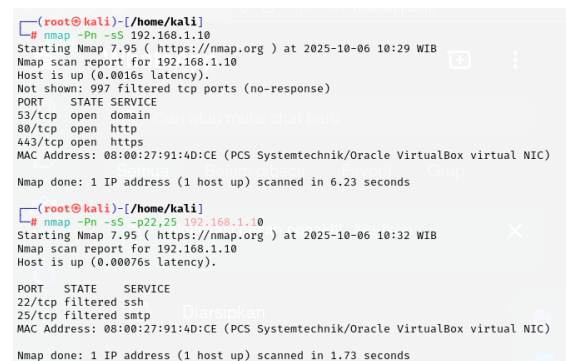 ┌──(root㉿kali)-[/home/kali]
└─# nmap -Pn -sS 192.168.1.10
Starting Nmap 7.95 ( https://nmap.org ) at 2025-10-06 10:29 WIB
Nmap scan report for 192.168.1.10
Host is up (0.0016s latency).
Not shown: 997 filtered tcp ports (no-response)
PORT    STATE SERVICE
53/tcp  open  domain
80/tcp  open  http
443/tcp open  https
MAC Address: 08:00:27:91:4D:CE (PCS Systemtechnik/Oracle VirtualBox virtual NIC)
Nmap done: 1 IP address (1 host up) scanned in 6.23 seconds
┌──(root㉿kali)-[/home/kali]
└─# nmap -Pn -sS -p22,25 192.168.1.10
Starting Nmap 7.95 ( https://nmap.org ) at 2025-10-06 10:32 WIB
Nmap scan report for 192.168.1.10
Host is up (0.00076s latency).
PORT   STATE    SERVICE
22/tcp filtered ssh
25/tcp filtered smtp
Diarsipkan
MAC Address: 08:00:27:91:4D:CE (PCS Systemtechnik/Oracle VirtualBox virtual NIC)
Nmap done: 1 IP address (1 host up) scanned in 1.73 seconds